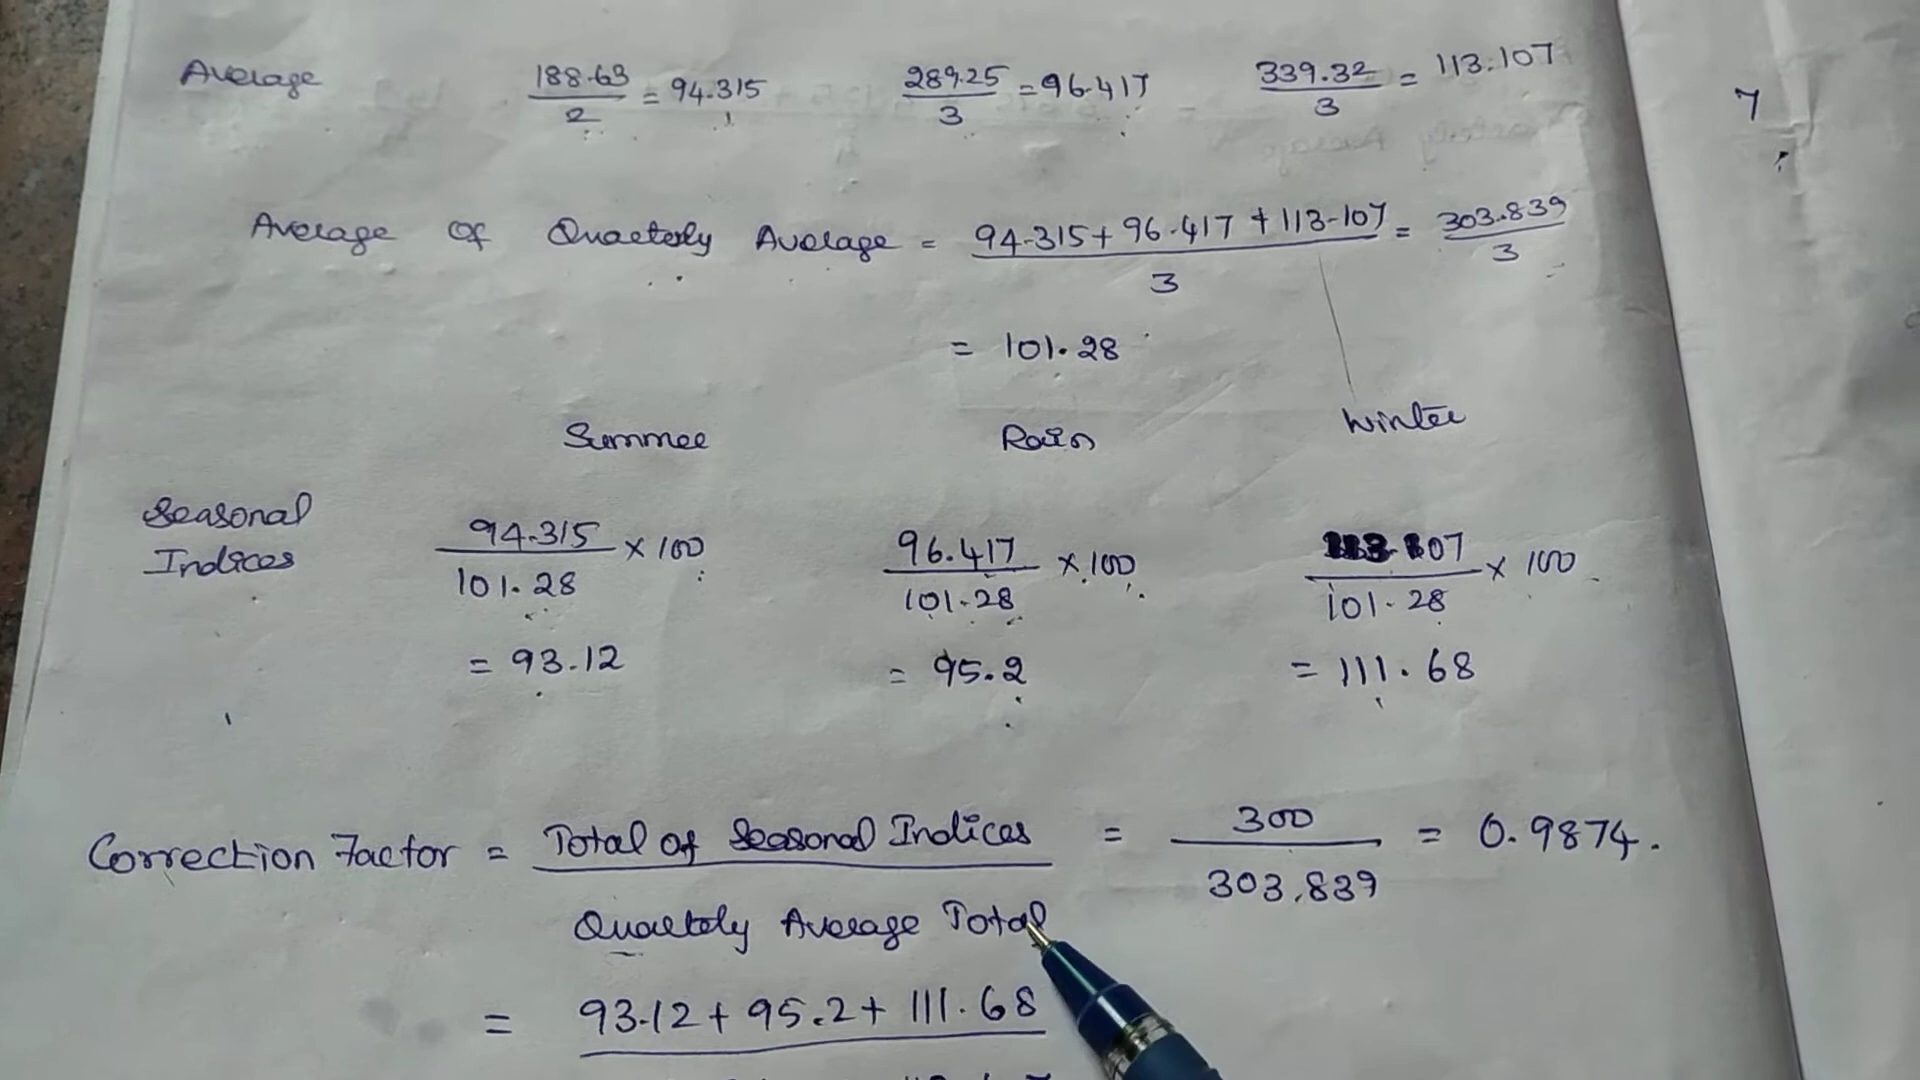 Average 188.63/2 = 94.315 289.25/3 = 96.417 339.32/3 = 113.107
7
Average of Quarterly Average = 94.315 + 96.417 + 113.107/3 = 303.839/3
= 101.28
Summer Rain Winter
Seasonal Indices 94.315/101.28 × 100 96.417/101.28 × 100 113.107/101.28 × 100
= 93.12 = 95.2 = 111.68
Correction Factor = Total of Seasonal Indices/Quarterly Average Total = 300/303.839 = 0.9874.
= 93.12 + 95.2 + 111.68